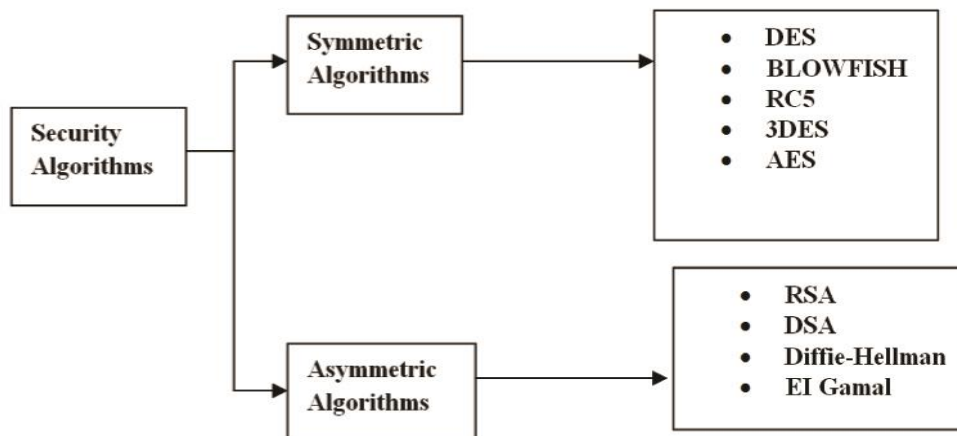 Security
Algorithms
Symmetric
Algorithms
• DES
• BLOWFISH
• RC5
• 3DES
• AES
Asymmetric
Algorithms
• RSA
• DSA
• Diffie-Hellman
• EI Gamal